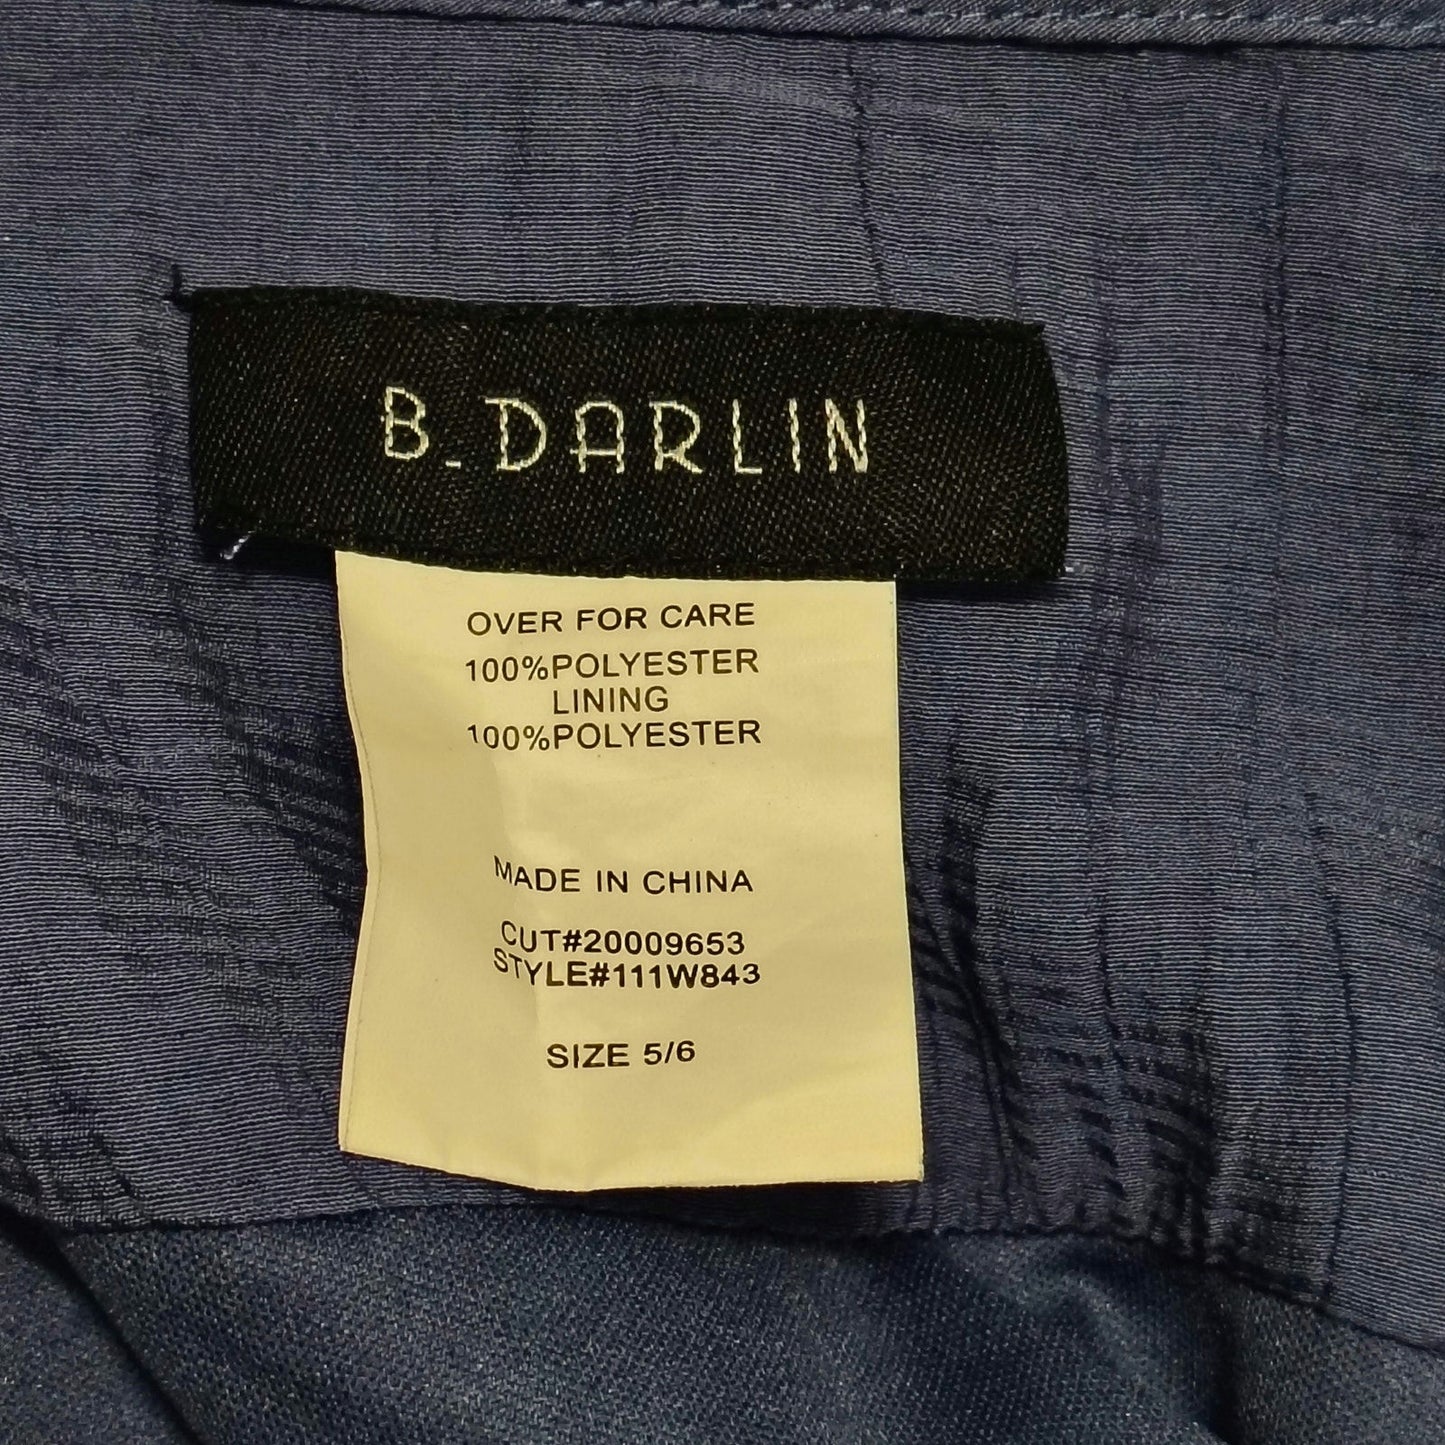 B. DARLIN
OVER FOR CARE
100%POLYESTER
LINING
100%POLYESTER
MADE IN CHINA
CUT#20009653
STYLE#111W843
SIZE 5/6